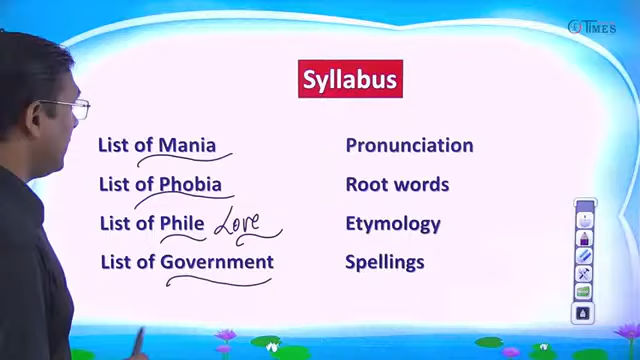 TIMES
Syllabus
List of Mania
List of Phobia
List of Phile Love
List of Government
Pronunciation
Root words
Etymology
Spellings